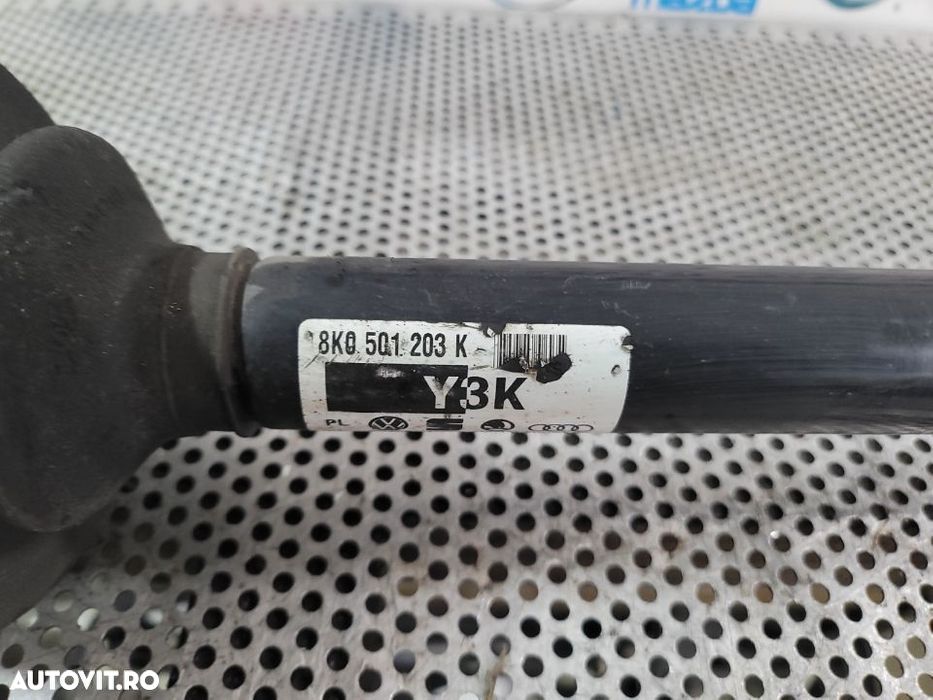 8K0 501 203 K
Y3K
PL
AUTOVIT.RO